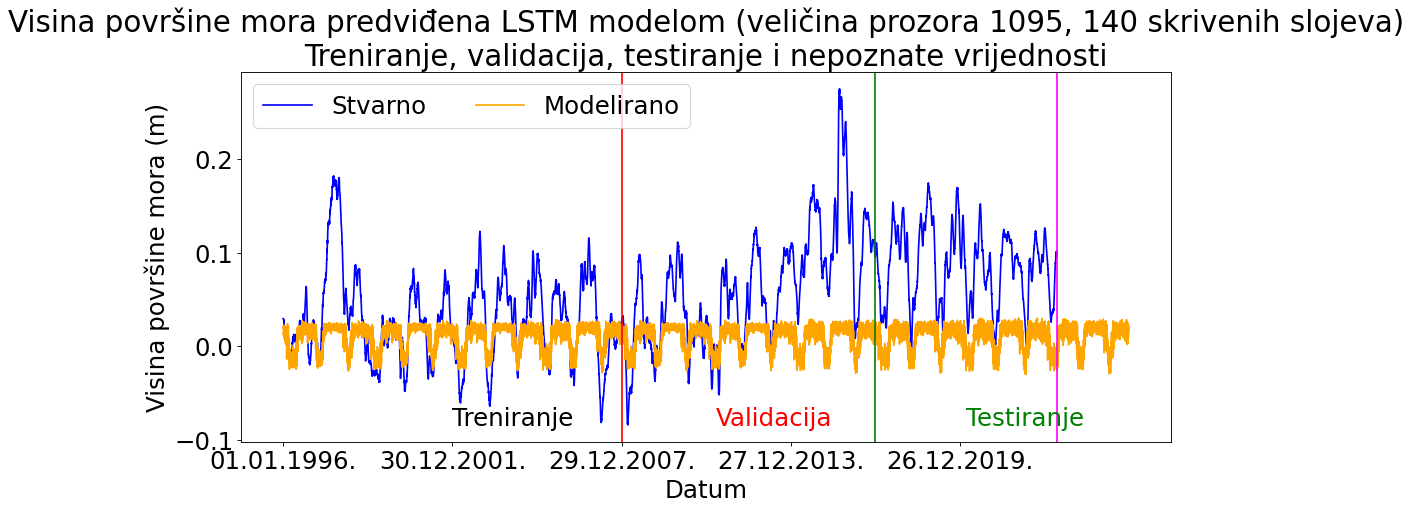 Visina površine mora predviđena LSTM modelom (veličina prozora 1095, 140 skrivenih slojeva)
Treniranje, validacija, testiranje i nepoznate vrijednosti
Stvarno
Modelirano
Visina površine mora (m)
0.2
0.1
0.0
−0.1
Treniranje
Validacija
Testiranje
01.01.1996.
30.12.2001.
29.12.2007.
27.12.2013.
26.12.2019.
Datum